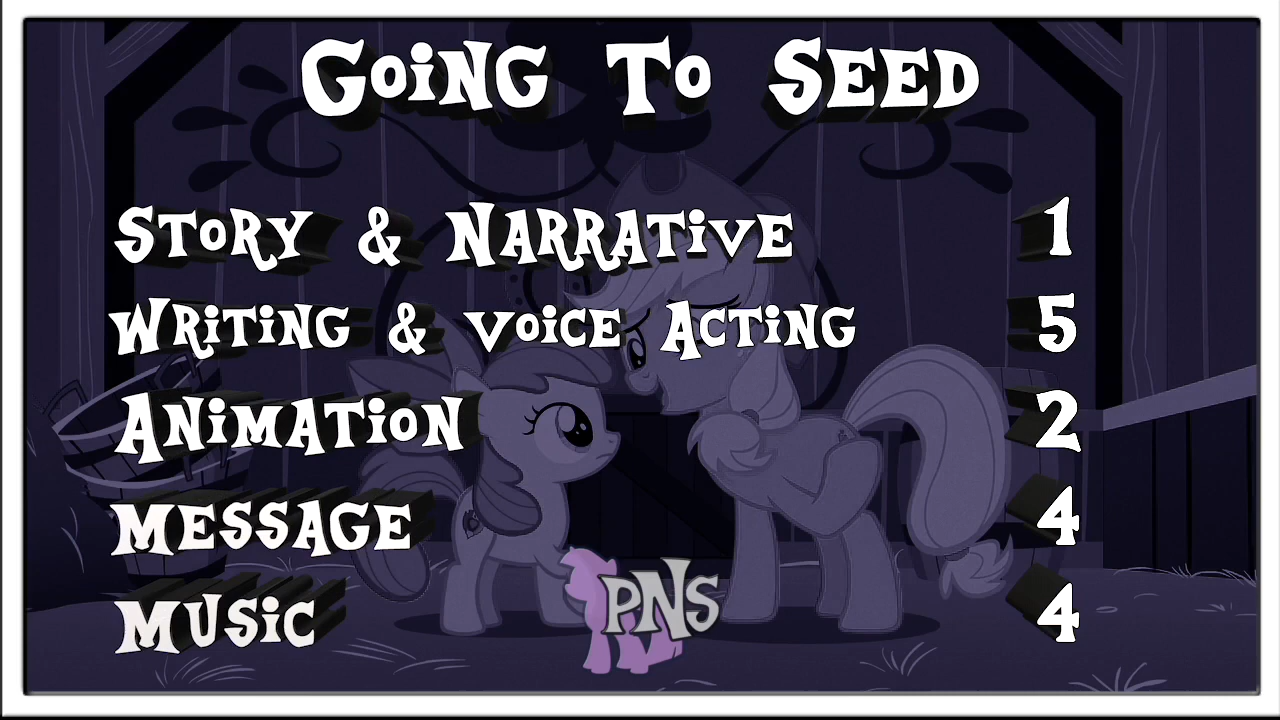 Going To Seed
Story & Narrative 1
Writing & Voice Acting 5
Animation 2
Message 4
Music 4
PNS